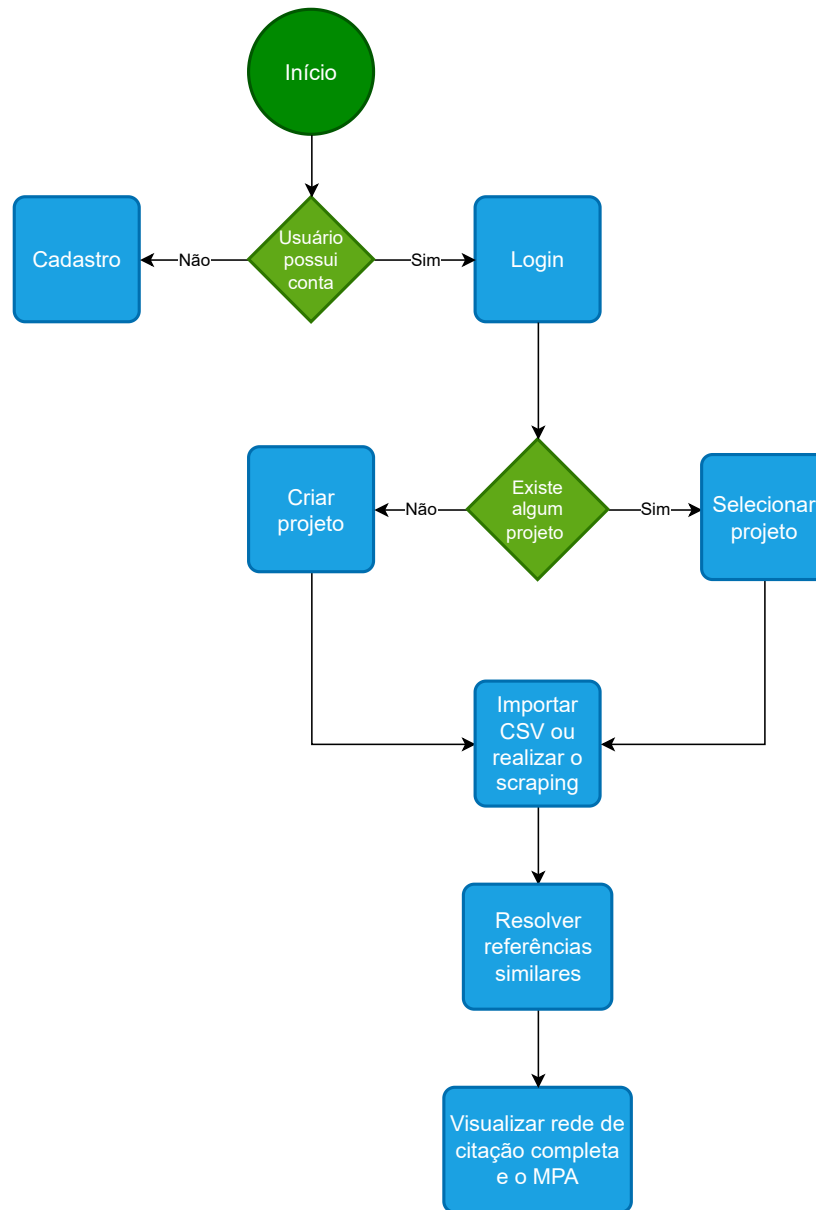 Início
Usuário
possui
conta
Cadastro
Não
Sim
Login
Existe
algum
projeto
Criar
projeto
Não
Sim
Selecionar
projeto
Importar
CSV ou
realizar o
scraping
Resolver
referências
similares
Visualizar rede de
citação completa
e o MPA